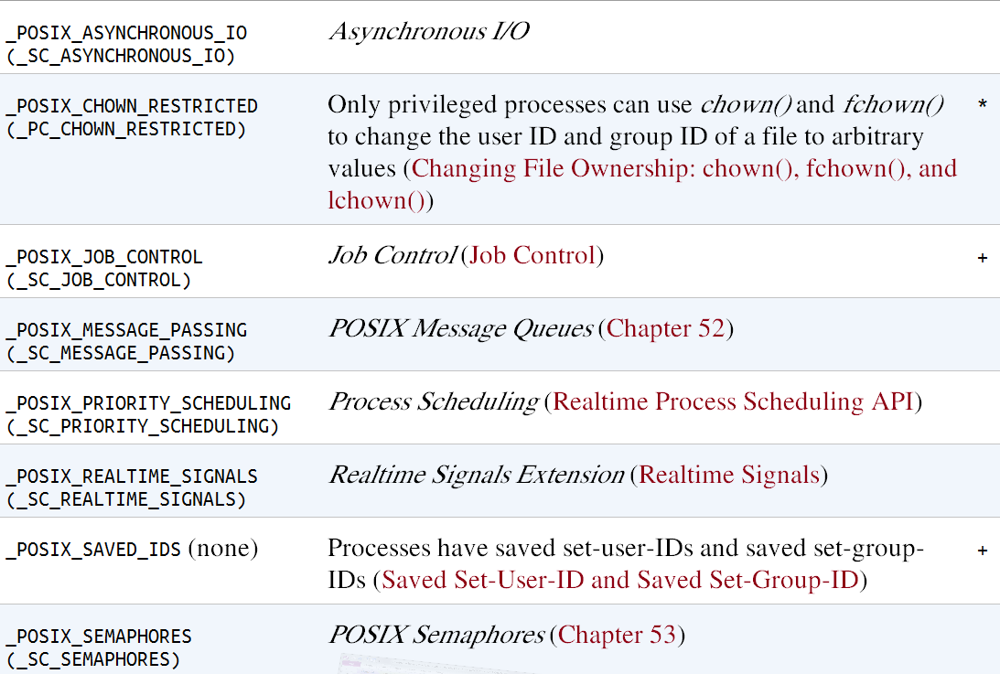 _POSIX_ASYNCHRONOUS_IO
(_SC_ASYNCHRONOUS_IO)
Asynchronous I/O
_POSIX_CHOWN_RESTRICTED
(_PC_CHOWN_RESTRICTED)
Only privileged processes can use chown() and fchown()
to change the user ID and group ID of a file to arbitrary
values (Changing File Ownership: chown(), fchown(), and
lchown())
*
_POSIX_JOB_CONTROL
(_SC_JOB_CONTROL)
Job Control (Job Control)
+
_POSIX_MESSAGE_PASSING
(_SC_MESSAGE_PASSING)
POSIX Message Queues (Chapter 52)
_POSIX_PRIORITY_SCHEDULING
(_SC_PRIORITY_SCHEDULING)
Process Scheduling (Realtime Process Scheduling API)
_POSIX_REALTIME_SIGNALS
(_SC_REALTIME_SIGNALS)
Realtime Signals Extension (Realtime Signals)
_POSIX_SAVED_IDS (none)
Processes have saved set-user-IDs and saved set-group-
IDs (Saved Set-User-ID and Saved Set-Group-ID)
+
_POSIX_SEMAPHORES
(_SC_SEMAPHORES)
POSIX Semaphores (Chapter 53)